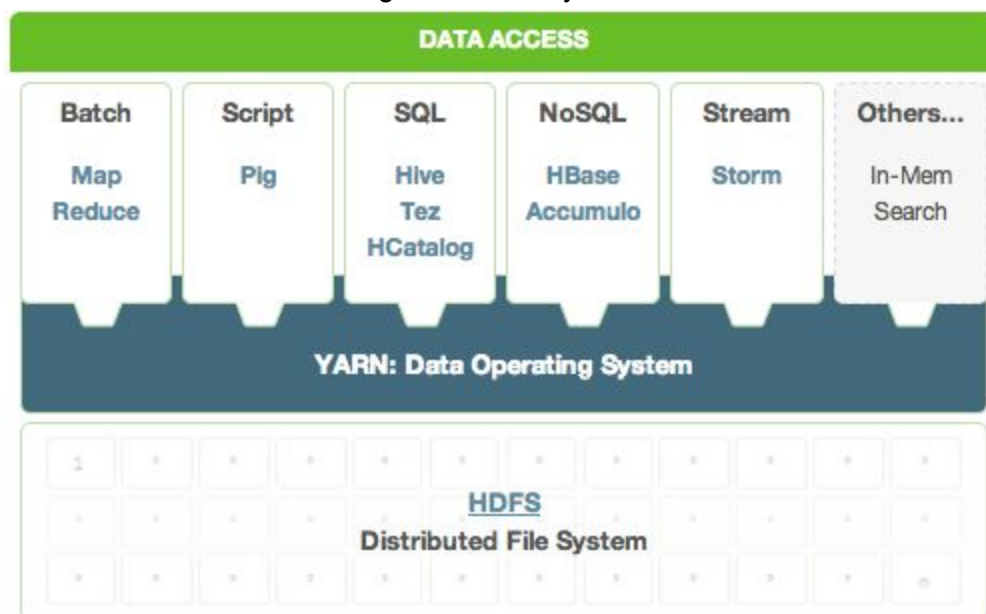 DATA ACCESS
Batch
Map
Reduce
Script
Pig
SQL
Hive
Tez
HCatalog
NoSQL
HBase
Accumulo
Stream
Storm
Others...
In-Mem
Search
YARN: Data Operating System
1
HDFS
Distributed File System